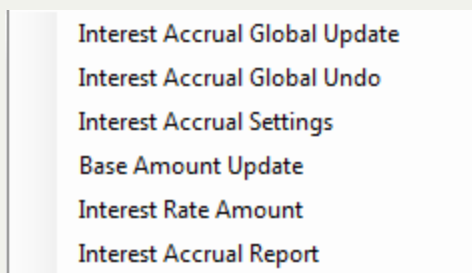 Interest Accrual Global Update
Interest Accrual Global Undo
Interest Accrual Settings
Base Amount Update
Interest Rate Amount
Interest Accrual Report